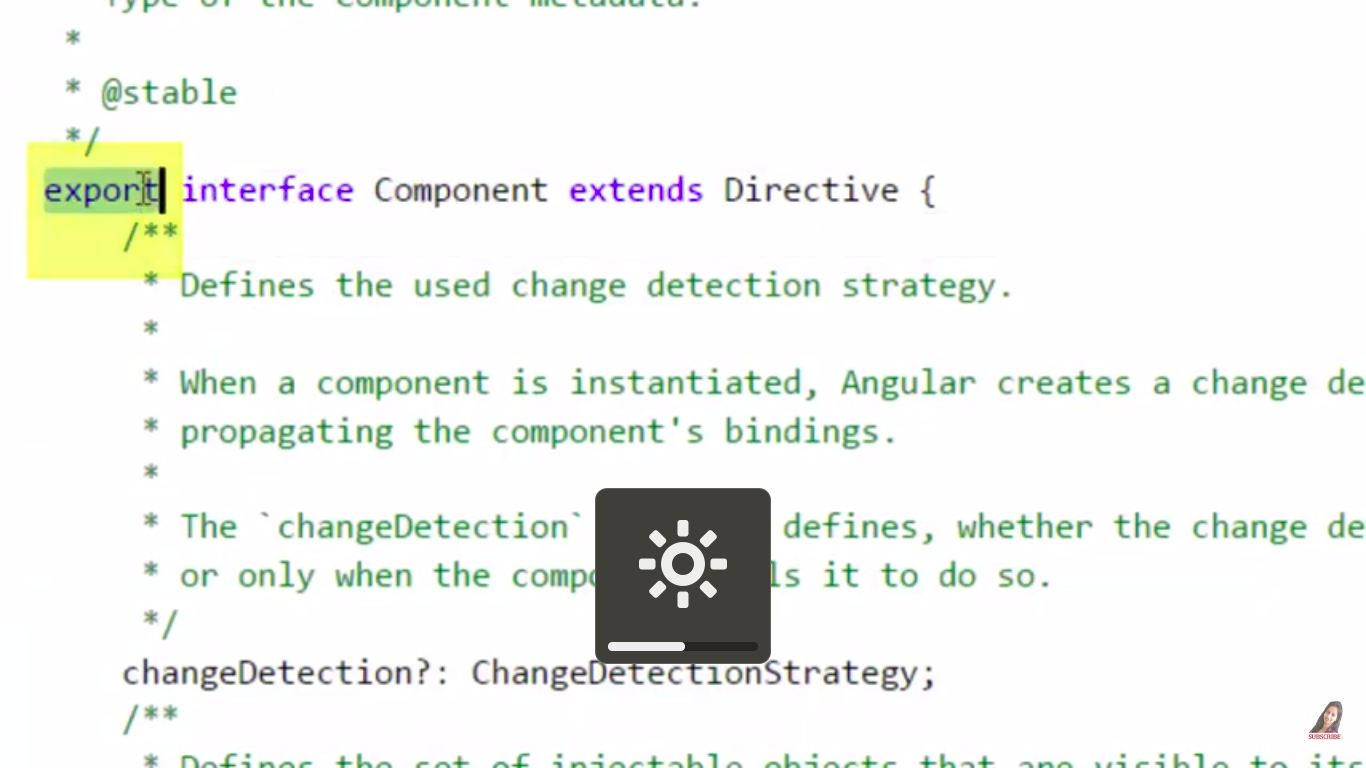 Type of the component metadata.
*
* @stable
*/
export interface Component extends Directive {
/**
* Defines the used change detection strategy.
*
* When a component is instantiated, Angular creates a change de
* propagating the component's bindings.
*
* The `changeDetection` defines, whether the change de
* or only when the compo ls it to do so.
*/
changeDetection?: ChangeDetectionStrategy;
/**
* Defines the set of injectable objects that are visible to its
SUBSCRIBE